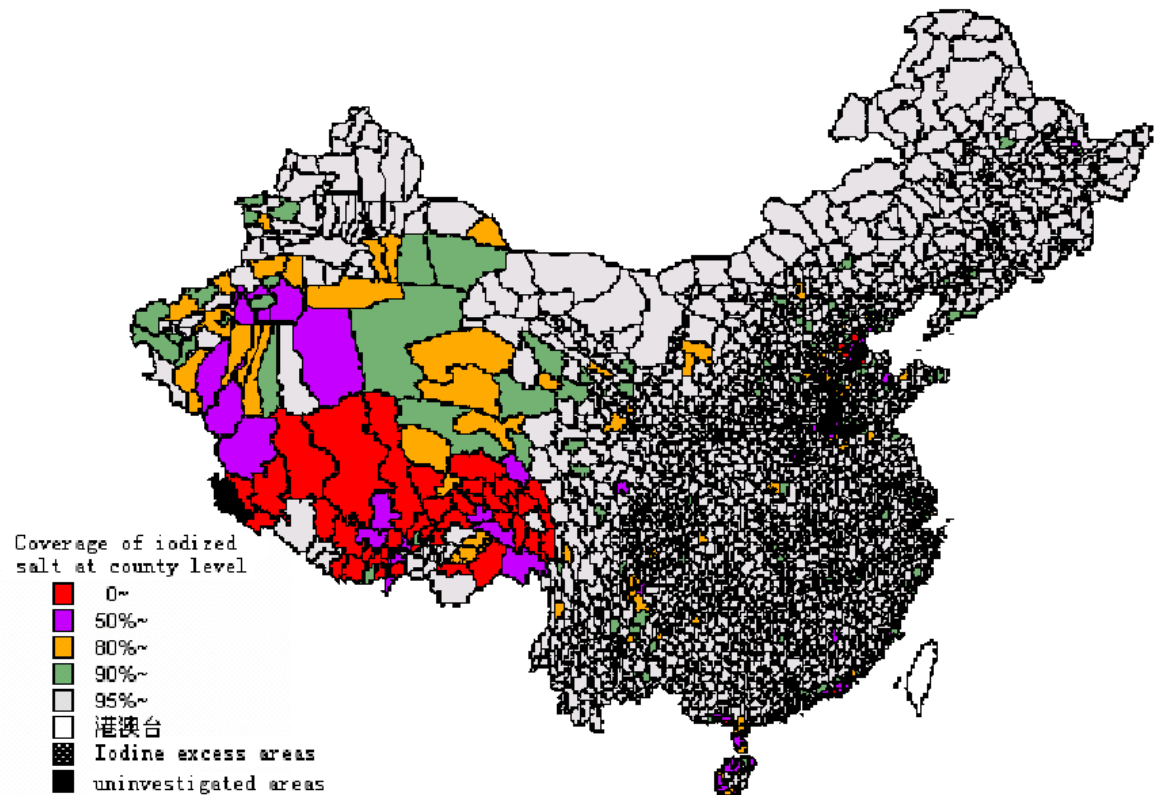 Coverage of iodized
salt at county level
0~
50%~
80%~
90%~
95%~
港澳台
Iodine excess areas
uninvestigated areas